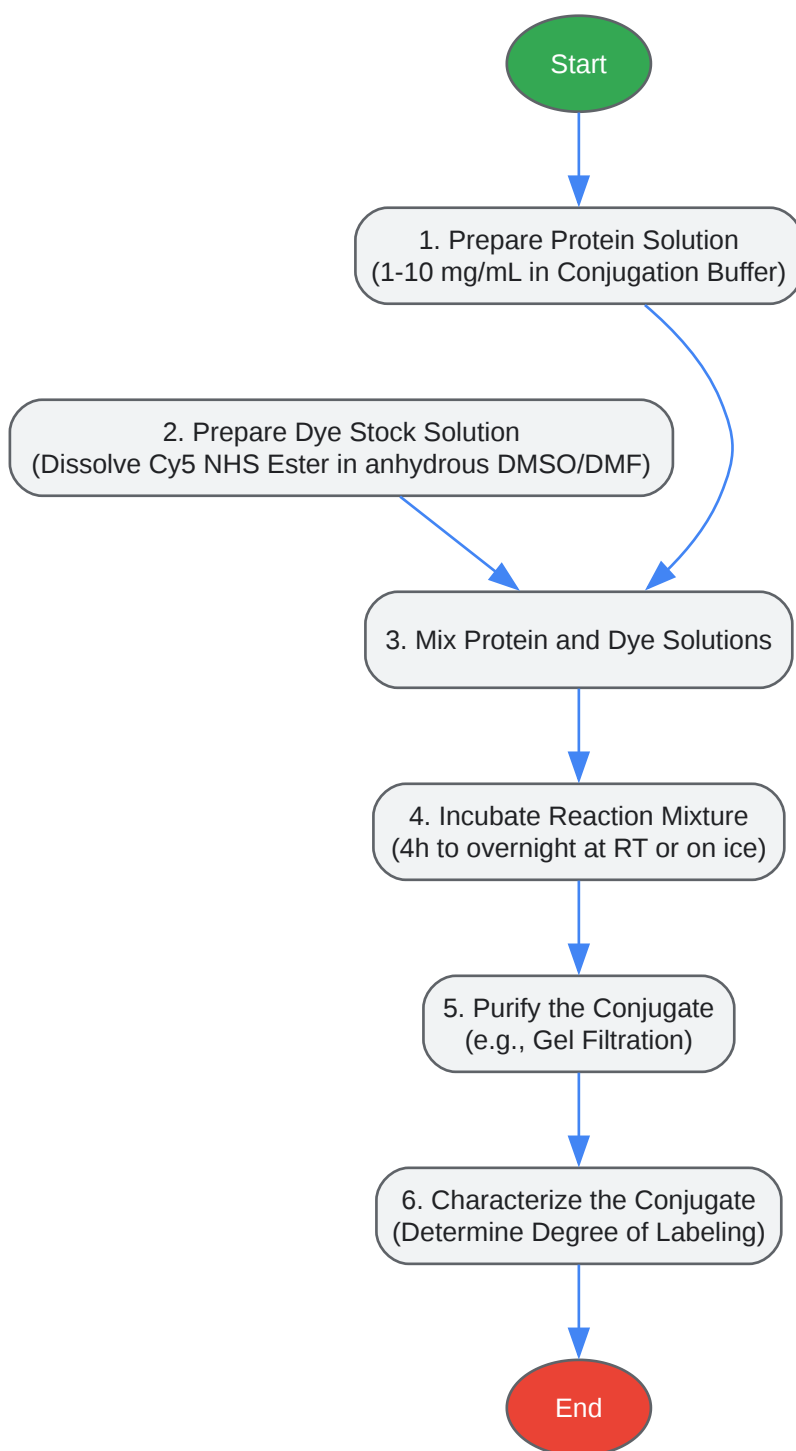 Start
1. Prepare Protein Solution
(1-10 mg/mL in Conjugation Buffer)
2. Prepare Dye Stock Solution
(Dissolve Cy5 NHS Ester in anhydrous DMSO/DMF)
3. Mix Protein and Dye Solutions
4. Incubate Reaction Mixture
(4h to overnight at RT or on ice)
5. Purify the Conjugate
(e.g., Gel Filtration)
6. Characterize the Conjugate
(Determine Degree of Labeling)
End